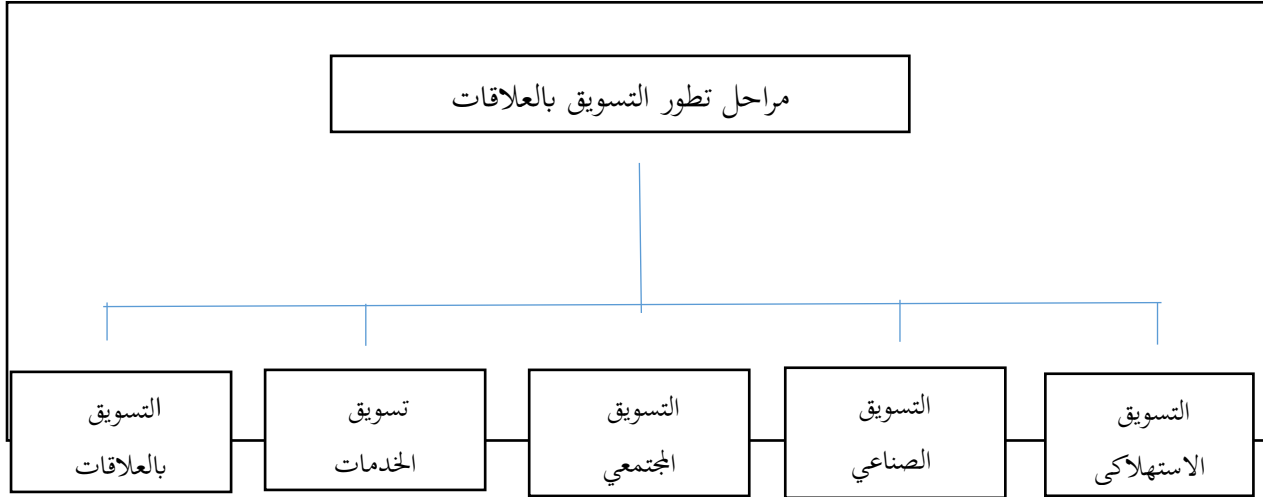 مراحل تطور التسويق بالعلاقات
التسويق
الاستهلاكى
التسويق
الصناعي
التسويق
المجتمعي
تسويق
الخدمات
التسويق
بالعلاقات